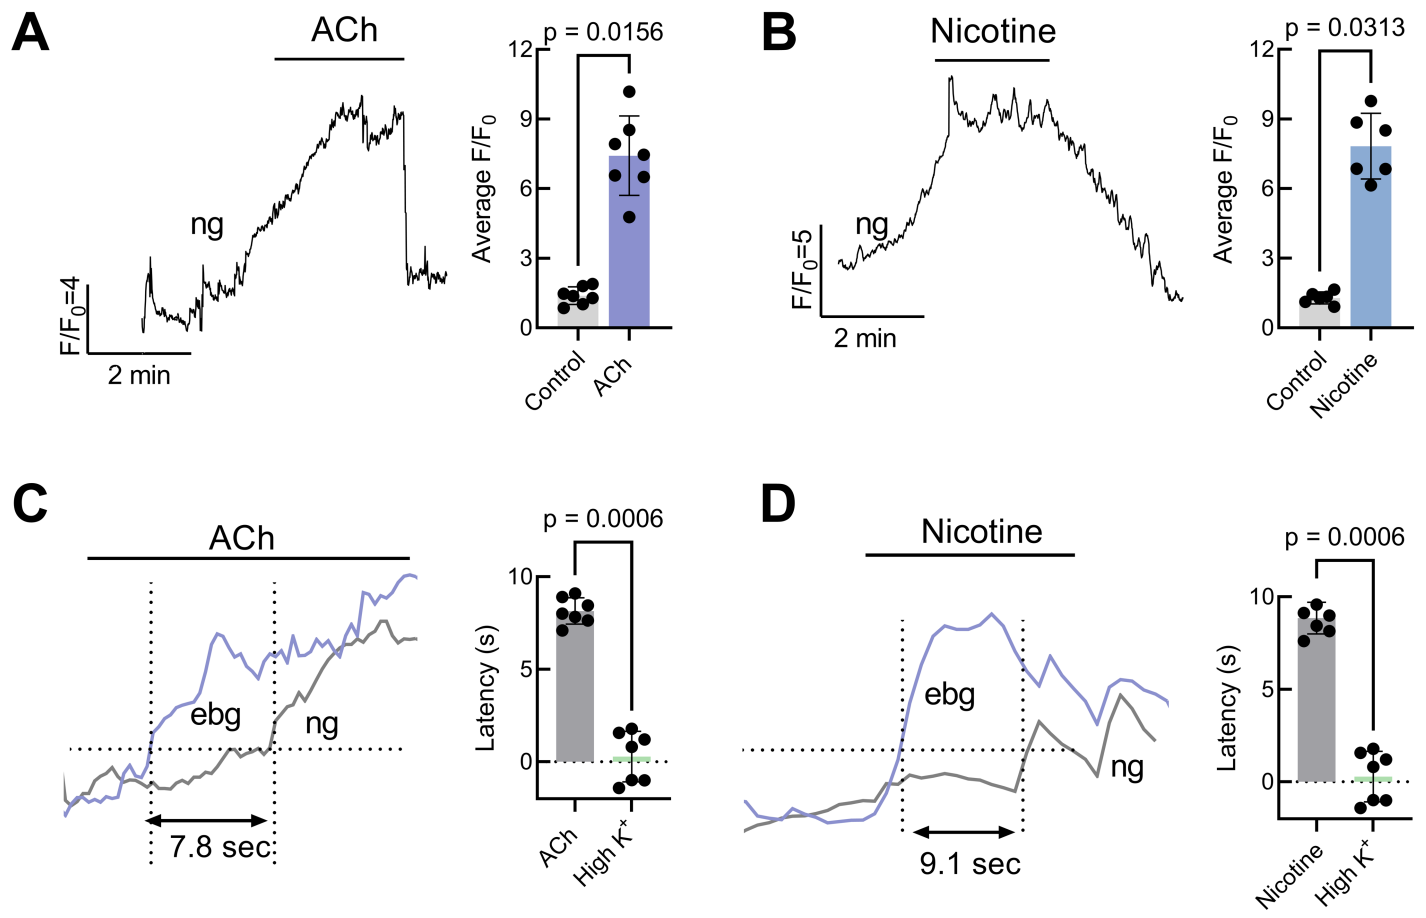 A
ACh
ng
F/F0=4
2 min
p = 0.0156
Average F/F0
12
9
6
3
0
Control
ACh
B
Nicotine
ng
F/F0=5
2 min
p = 0.0313
Average F/F0
12
9
6
3
0
Control
Nicotine
C
ACh
ebg
ng
7.8 sec
p = 0.0006
Latency (s)
10
5
0
ACh
High K+
D
Nicotine
ebg
ng
9.1 sec
p = 0.0006
Latency (s)
10
5
0
Nicotine
High K+